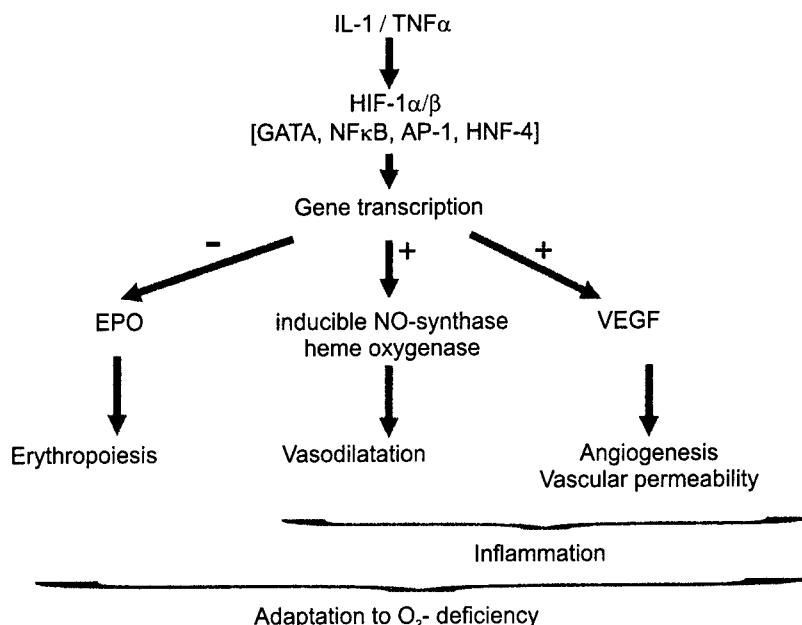 IL-1 / TNFα
HIF-1α/β
[GATA, NFκB, AP-1, HNF-4]
Gene transcription
- + +
EPO
inducible NO-synthase
heme oxygenase
VEGF
Erythropoiesis
Vasodilatation
Angiogenesis
Vascular permeability
Inflammation
Adaptation to O₂- deficiency